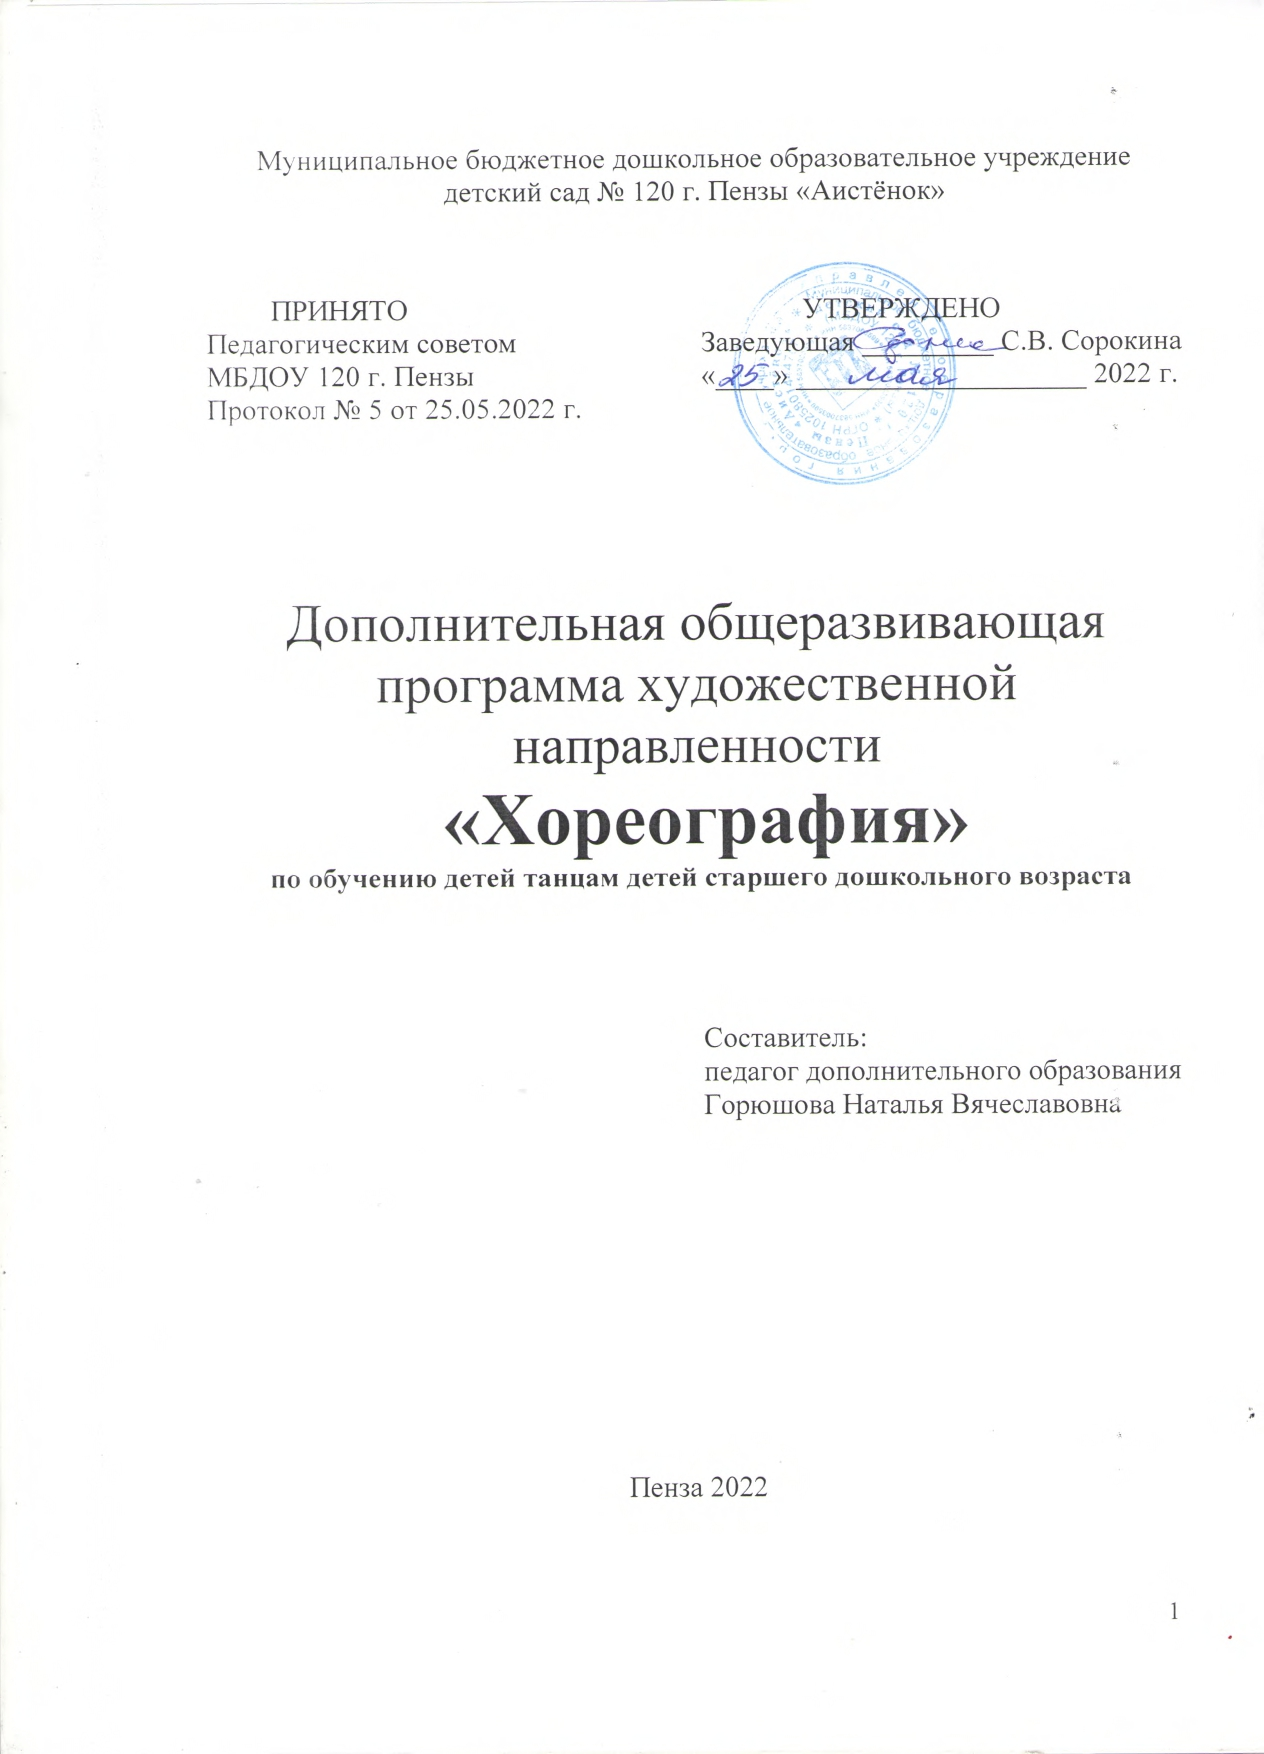 Муниципальное бюджетное дошкольное образовательное учреждение
детский сад № 120 г. Пензы «Аистёнок»
ПРИНЯТО
Педагогическим советом
МБДОУ 120 г. Пензы
Протокол № 5 от 25.05.2022 г.
УТВЕРЖДЕНО
Заведующая С.В. Сорокина
«25» мая 2022 г.
Дополнительная общеразвивающая
программа художественной
направленности
«Хореография»
по обучению детей танцам детей старшего дошкольного возраста
Составитель:
педагог дополнительного образования
Горюшова Наталья Вячеславовна
Пенза 2022
1